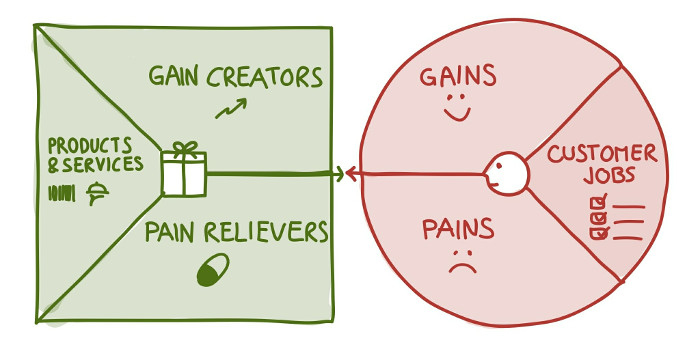 GAIN CREATORS
PRODUCTS
& SERVICES
PAIN RELIEVERS
GAINS
CUSTOMER
JOBS
PAINS